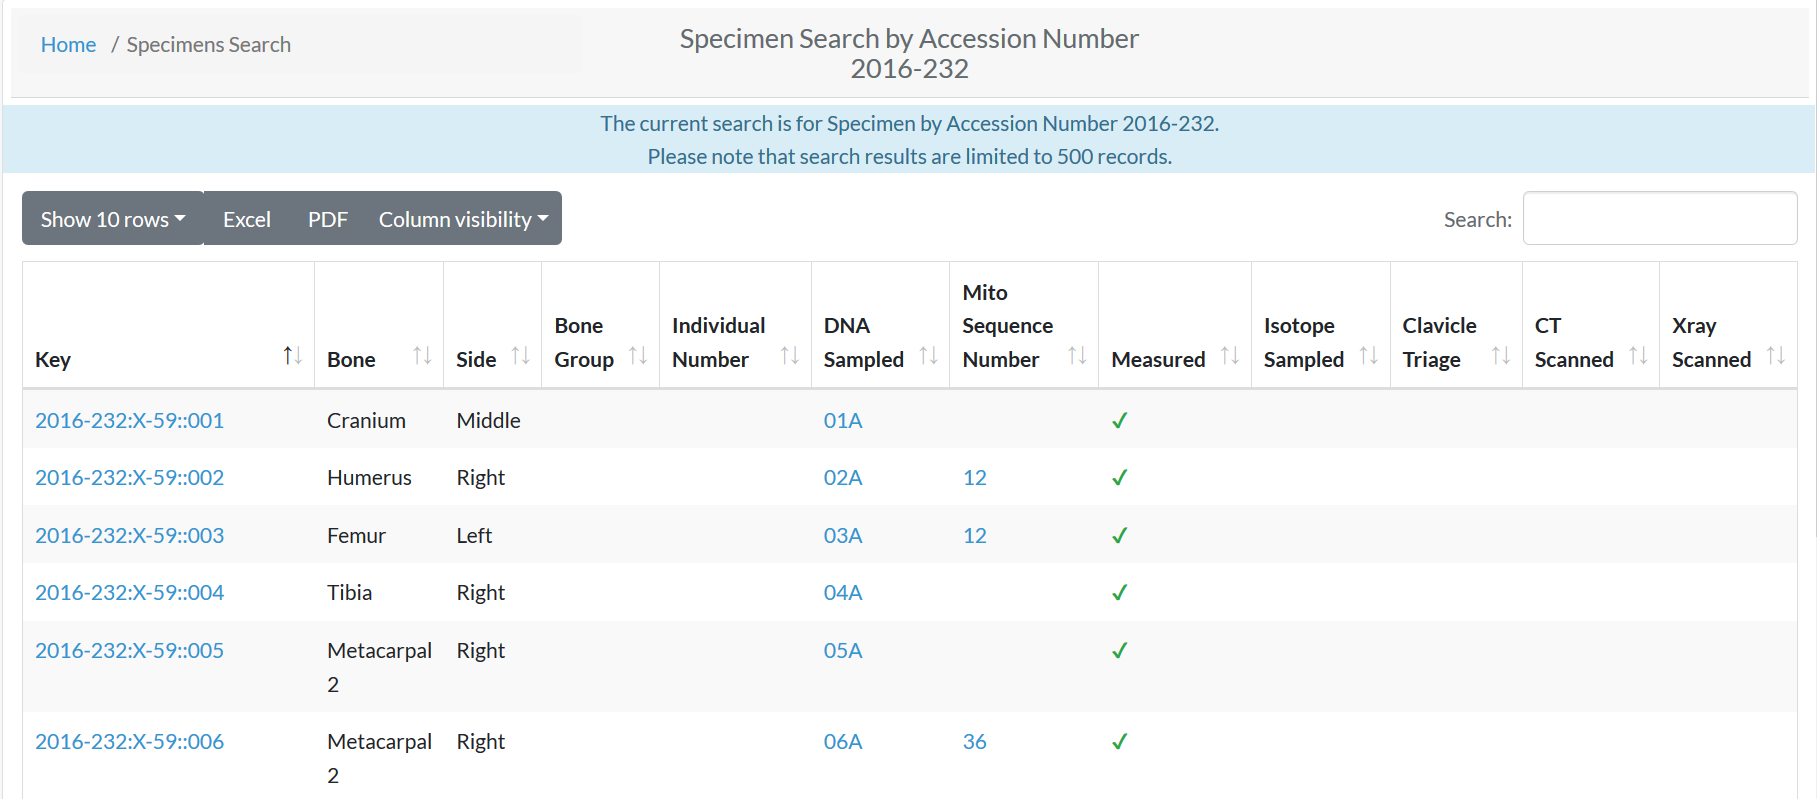 Home / Specimens Search
Specimen Search by Accession Number
2016-232
The current search is for Specimen by Accession Number 2016-232.
Please note that search results are limited to 500 records.
Show 10 rows Excel PDF Column visibility Search:
Key Bone Side Bone Group Individual Number DNA Sampled Mito Sequence Number Measured Isotope Sampled Clavicle Triage CT Scanned Xray Scanned
2016-232:X-59::001 Cranium Middle 01A ✓
2016-232:X-59::002 Humerus Right 02A 12 ✓
2016-232:X-59::003 Femur Left 03A 12 ✓
2016-232:X-59::004 Tibia Right 04A ✓
2016-232:X-59::005 Metacarpal 2 Right 05A ✓
2016-232:X-59::006 Metacarpal 2 Right 06A 36 ✓